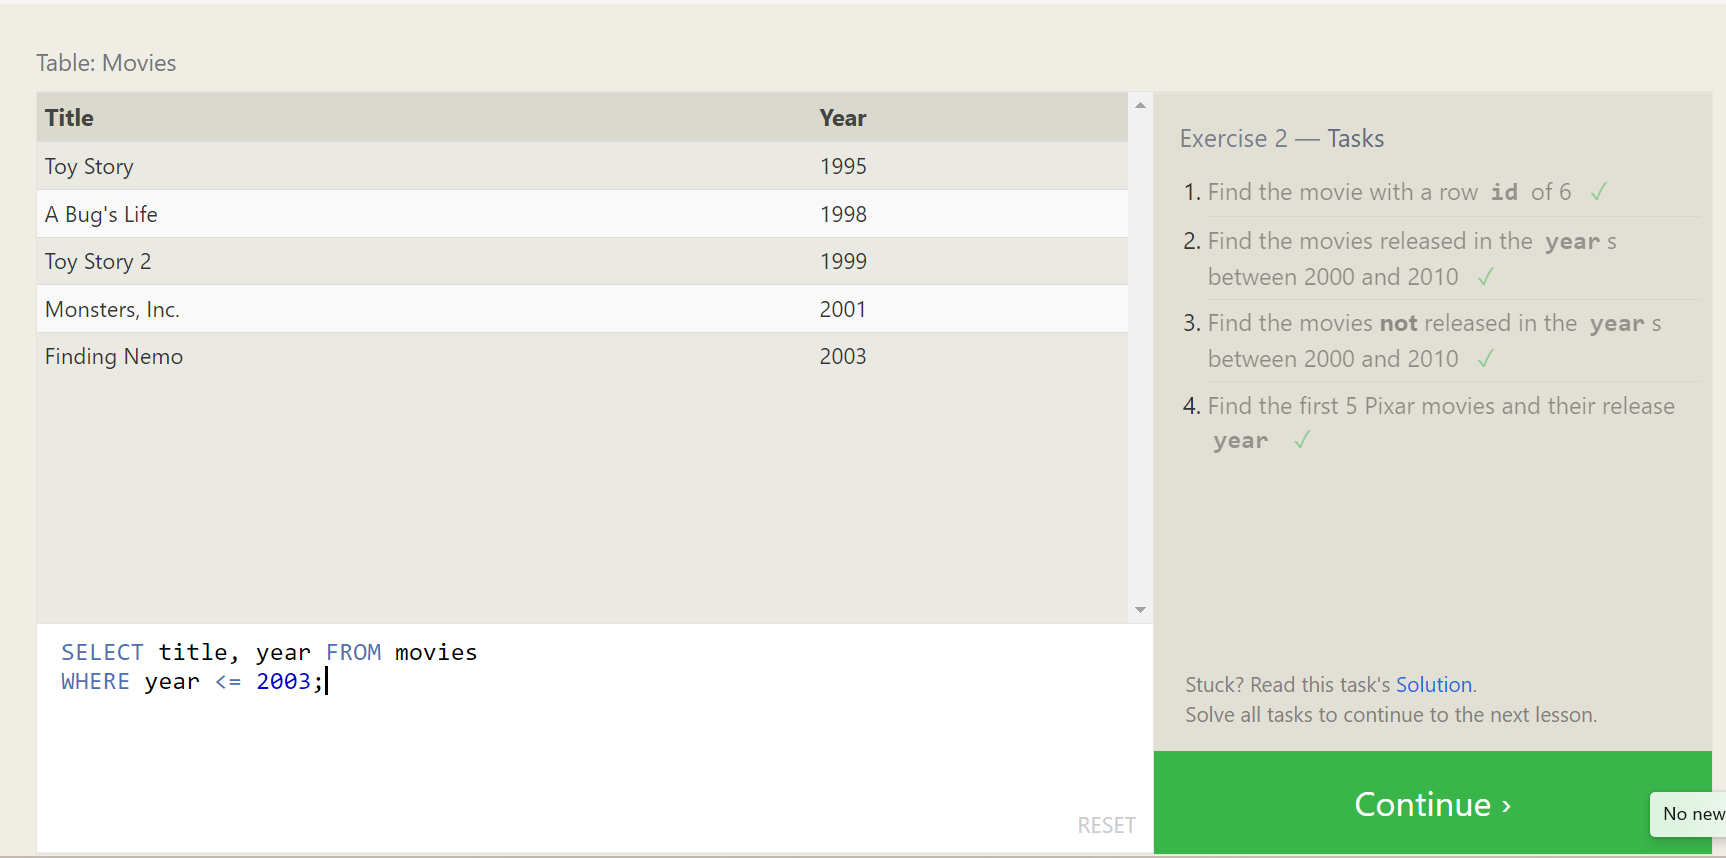 Table: Movies
Title Year
Toy Story 1995
A Bug's Life 1998
Toy Story 2 1999
Monsters, Inc. 2001
Finding Nemo 2003
SELECT title, year FROM movies
WHERE year <= 2003;
RESET
Exercise 2 — Tasks
1. Find the movie with a row id of 6 ✓
2. Find the movies released in the year s
between 2000 and 2010 ✓
3. Find the movies not released in the year s
between 2000 and 2010 ✓
4. Find the first 5 Pixar movies and their release
year ✓
Stuck? Read this task's Solution.
Solve all tasks to continue to the next lesson.
Continue ›
No new